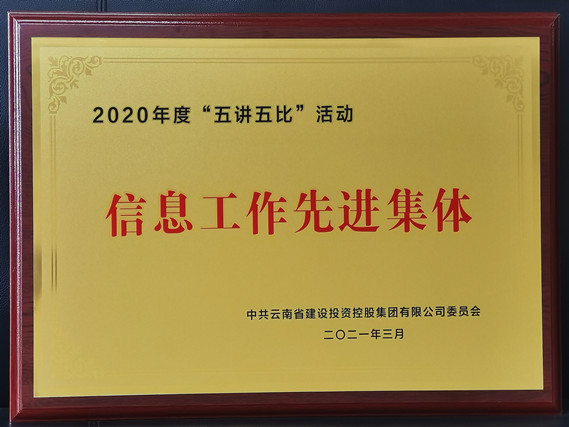 2020年度“五讲五比”活动
信息工作先进集体
中共云南省建设投资控股集团有限公司委员会
二〇二一年三月